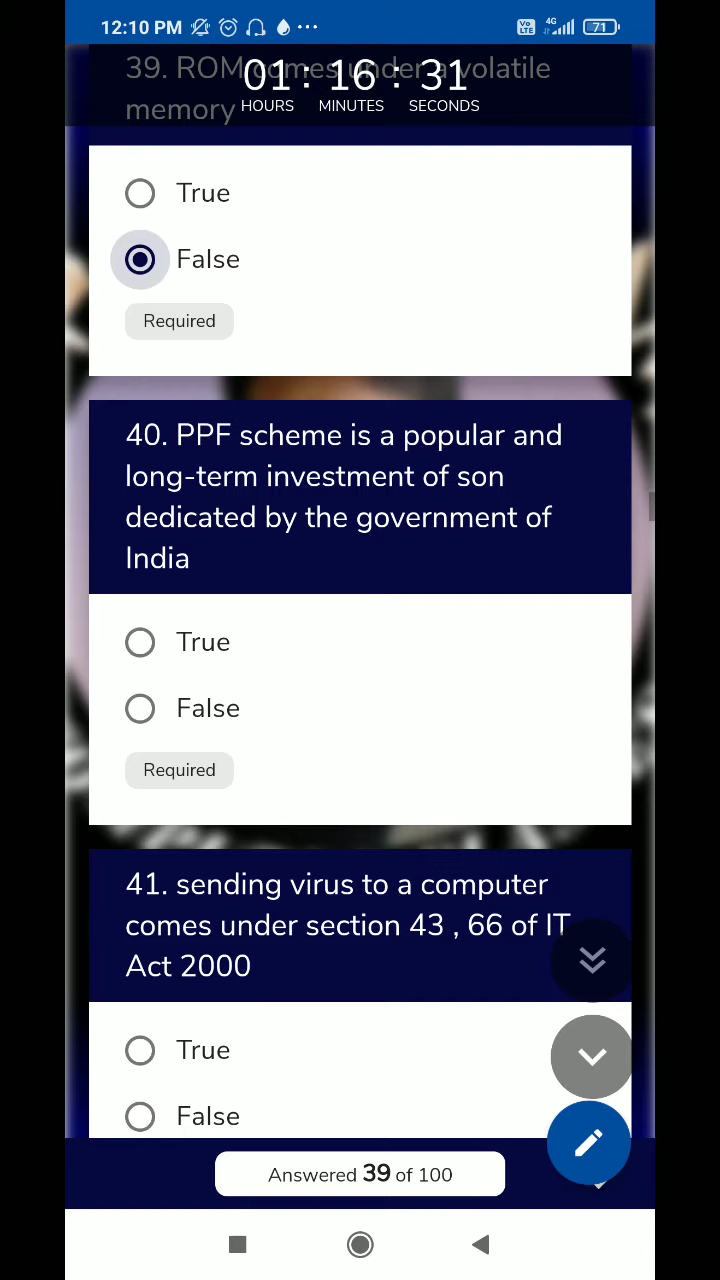 12:10 PM
Vo LTE 4G 71
39. ROM comes under a volatile
memory
01 : 16 : 31
HOURS MINUTES SECONDS
True
False
Required
40. PPF scheme is a popular and
long-term investment of son
dedicated by the government of
India
True
False
Required
41. sending virus to a computer
comes under section 43 , 66 of IT
Act 2000
True
False
Answered 39 of 100